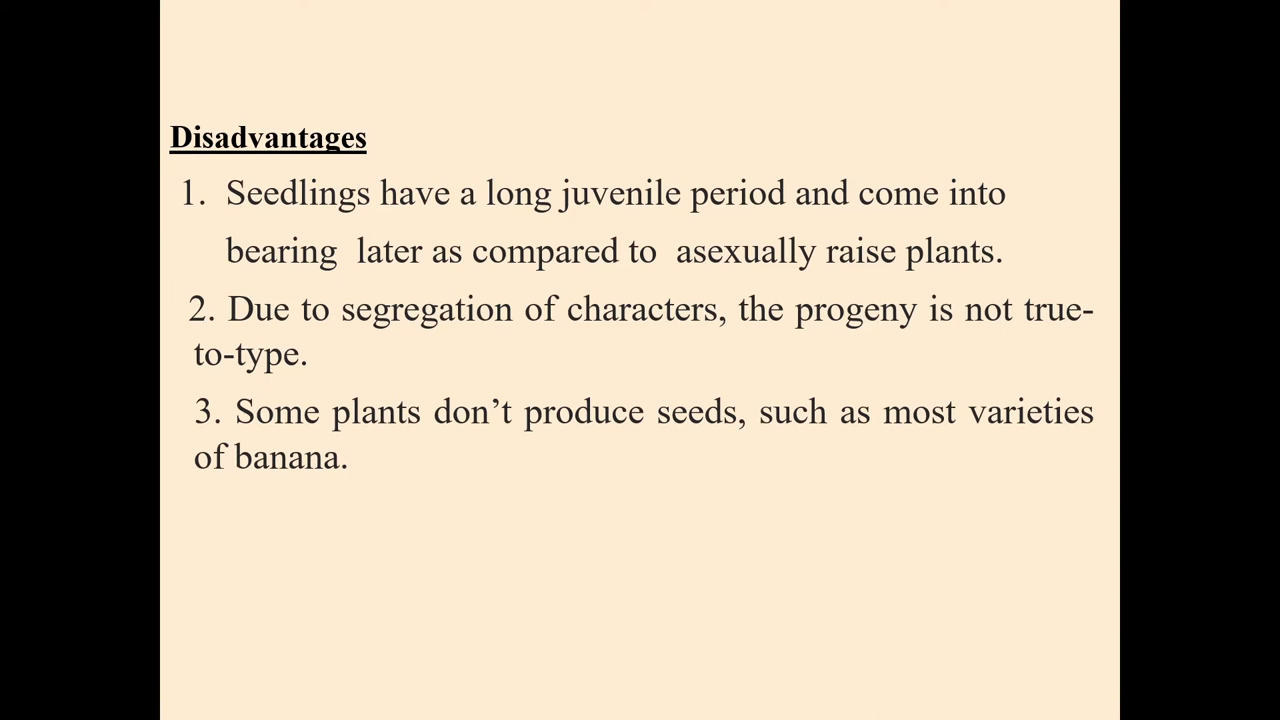 Disadvantages
1. Seedlings have a long juvenile period and come into
bearing later as compared to asexually raise plants.
2. Due to segregation of characters, the progeny is not true-
to-type.
3. Some plants don’t produce seeds, such as most varieties
of banana.